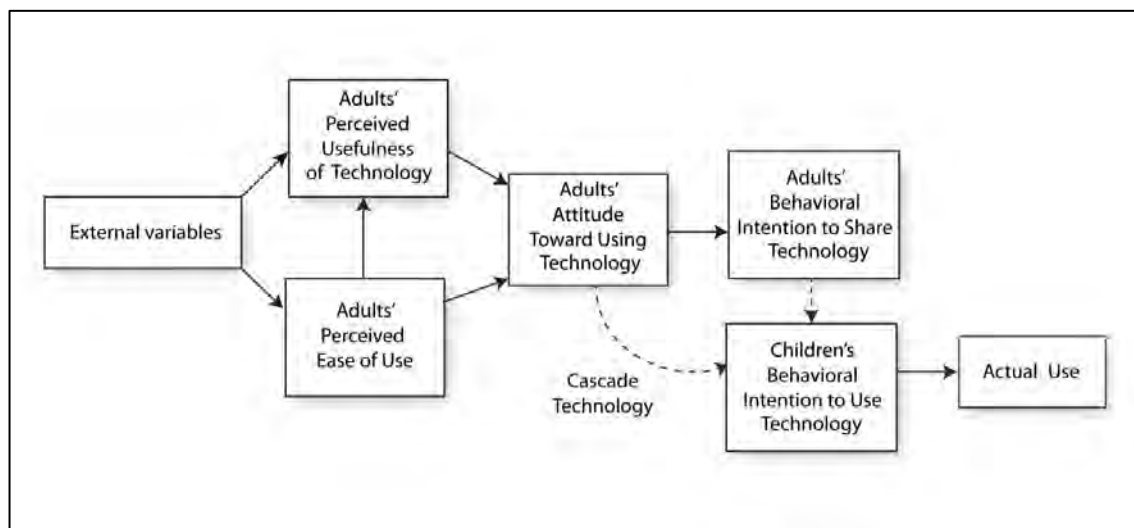 Adults'
Perceived
Usefulness
of Technology
External variables
Adults'
Perceived
Ease of Use
Adults'
Attitude
Toward Using
Technology
Adults'
Behavioral
Intention to Share
Technology
Cascade
Technology
Children's
Behavioral
Intention to Use
Technology
Actual Use